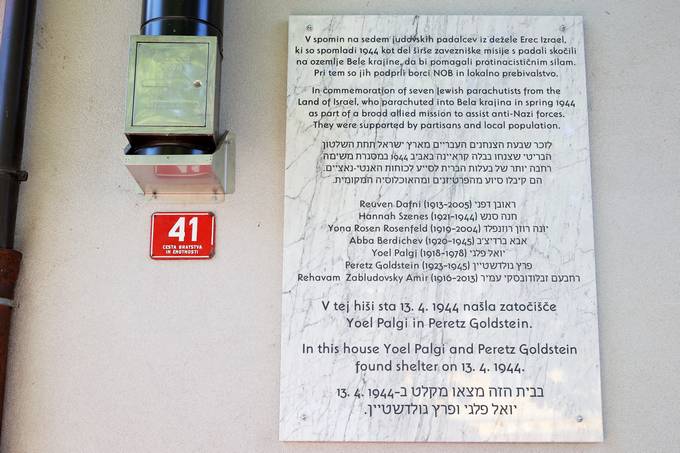 V spomin na sedem judovskih padalcev iz dežele Erec Izrael,
ki so spomladi 1944 kot del širše zavezniške misije s padali skočili
na ozemlje Bele krajine, da bi pomagali protinacističnim silam.
Pri tem so jih podprli borci NOB in lokalno prebivalstvo.
In commemoration of seven Jewish parachutists from the
Land of Israel, who parachuted into Bela krajina in spring 1944
as part of a broad allied mission to assist anti-Nazi forces.
They were supported by partisans and local population.
לזכר שבעת הצנחנים העבריים מארץ ישראל תחת השלטון
הבריטי שצנחו בבלה קראיינה באביב 1944 במסגרת משימה
רחבה יותר של בעלות הברית לסייע לכוחות האנטי-נאציים.
הם קיבלו סיוע מהפרטיזנים ומהאוכלוסיה המקומית.
Reuven Dafni (1913-2005) ראובן דפני
Hannah Szenes (1921-1944) חנה סנש
Yona Rosen Rosenfeld (1919-2004) יונה רוזן רוזנפלד
Abba Berdichev (1920-1945) אבא ברדיצ'ב
Yoel Palgi (1918-1978) יואל פלגי
Peretz Goldstein (1923-1945) פרץ גולדשטיין
Rehavam Zabludovsky Amir (1916-2013) רחבעם זבלודובסקי עמיר
V tej hiši sta 13. 4. 1944 našla zatočišče
Yoel Palgi in Peretz Goldstein.
In this house Yoel Palgi and Peretz Goldstein
found shelter on 13. 4. 1944.
בבית הזה מצאו מקלט ב-1944 .4 .13
יואל פלגי ופרץ גולדשטיין.
41
CESTA BRATSTVA
IN ENOTNOSTI